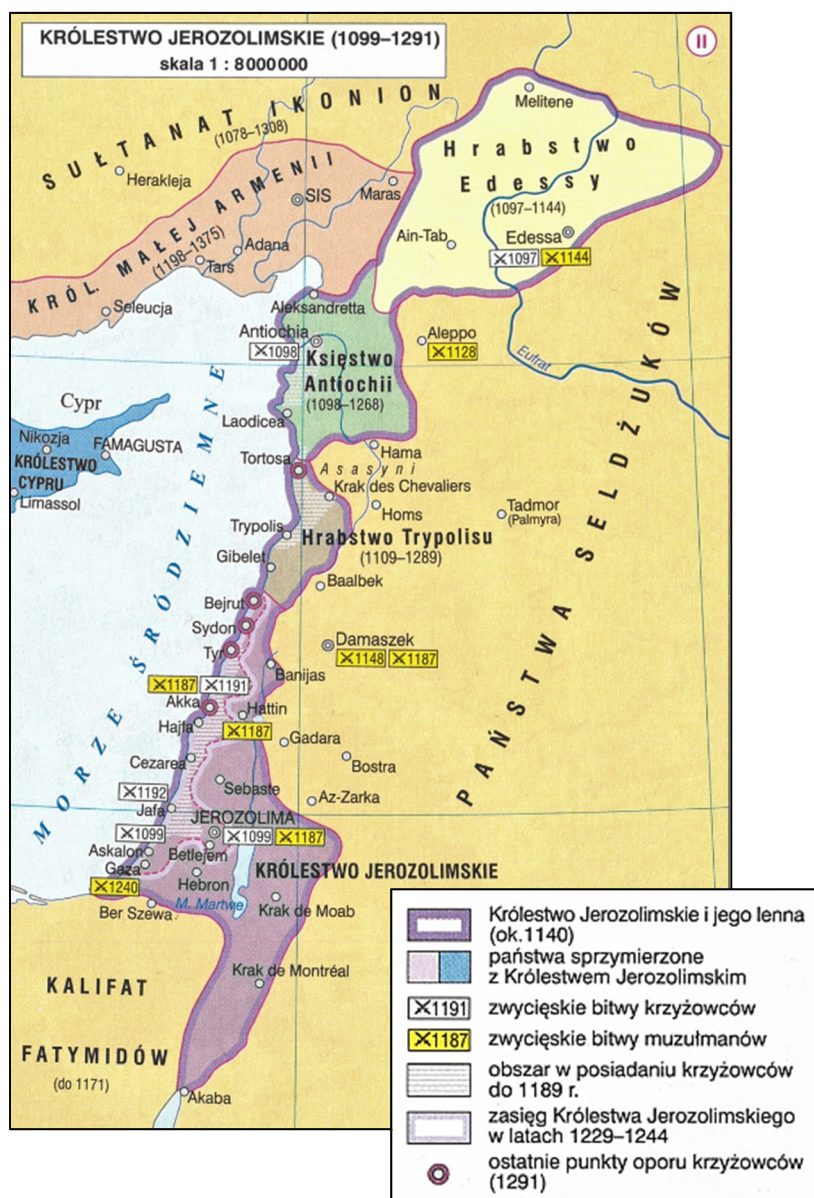 KRÓLESTWO JEROZOLIMSKIE (1099–1291)
skala 1 : 8000000
II
SUŁTANAT IKONION
(1078–1308)
Melitene
Herakleja
Hrabstwo
Edessy
(1097–1144)
KRÓL. MAŁEJ ARMENII
(1198–1375)
SIS
Maras
Adana
Tars
Ain-Tab
Edessa
1097
1144
Seleucja
Aleksandretta
Antiochia
1098
Księstwo
Antiochii
(1098–1268)
Aleppo
1128
Eufrat
PAŃSTWA SELDŻUKÓW
Cypr
Laodicea
Nikozja
FAMAGUSTA
KRÓLESTWO
CYPRU
Limassol
MORZE ŚRÓDZIEMNE
Hama
Tortosa
Asasyni
Krak des Chevaliers
Homs
Tadmor
(Palmyra)
Trypolis
Hrabstwo Trypolisu
(1109–1289)
Gibelet
Baalbek
Bejrut
Sydon
Tyr
Damaszek
1148
1187
Banijas
1187
1191
Akka
Hattin
1187
Hajfa
Gadara
Cezarea
Bostra
Sebaste
1192
Az-Zarka
Jafa
JEROZOLIMA
1099
1099
1187
Askalon
Betlejem
Gaza
KRÓLESTWO JEROZOLIMSKIE
1240
Hebron
Ber Szewa
M. Martwe
Krak de Moab
Krak de Montréal
KALIFAT
FATYMIDÓW
(do 1171)
Akaba
Królestwo Jerozolimskie i jego lenna
(ok.1140)
państwa sprzymierzone
z Królestwem Jerozolimskim
1191 zwycięskie bitwy krzyżowców
1187 zwycięskie bitwy muzułmanów
obszar w posiadaniu krzyżowców
do 1189 r.
zasięg Królestwa Jerozolimskiego
w latach 1229–1244
ostatnie punkty oporu krzyżowców
(1291)